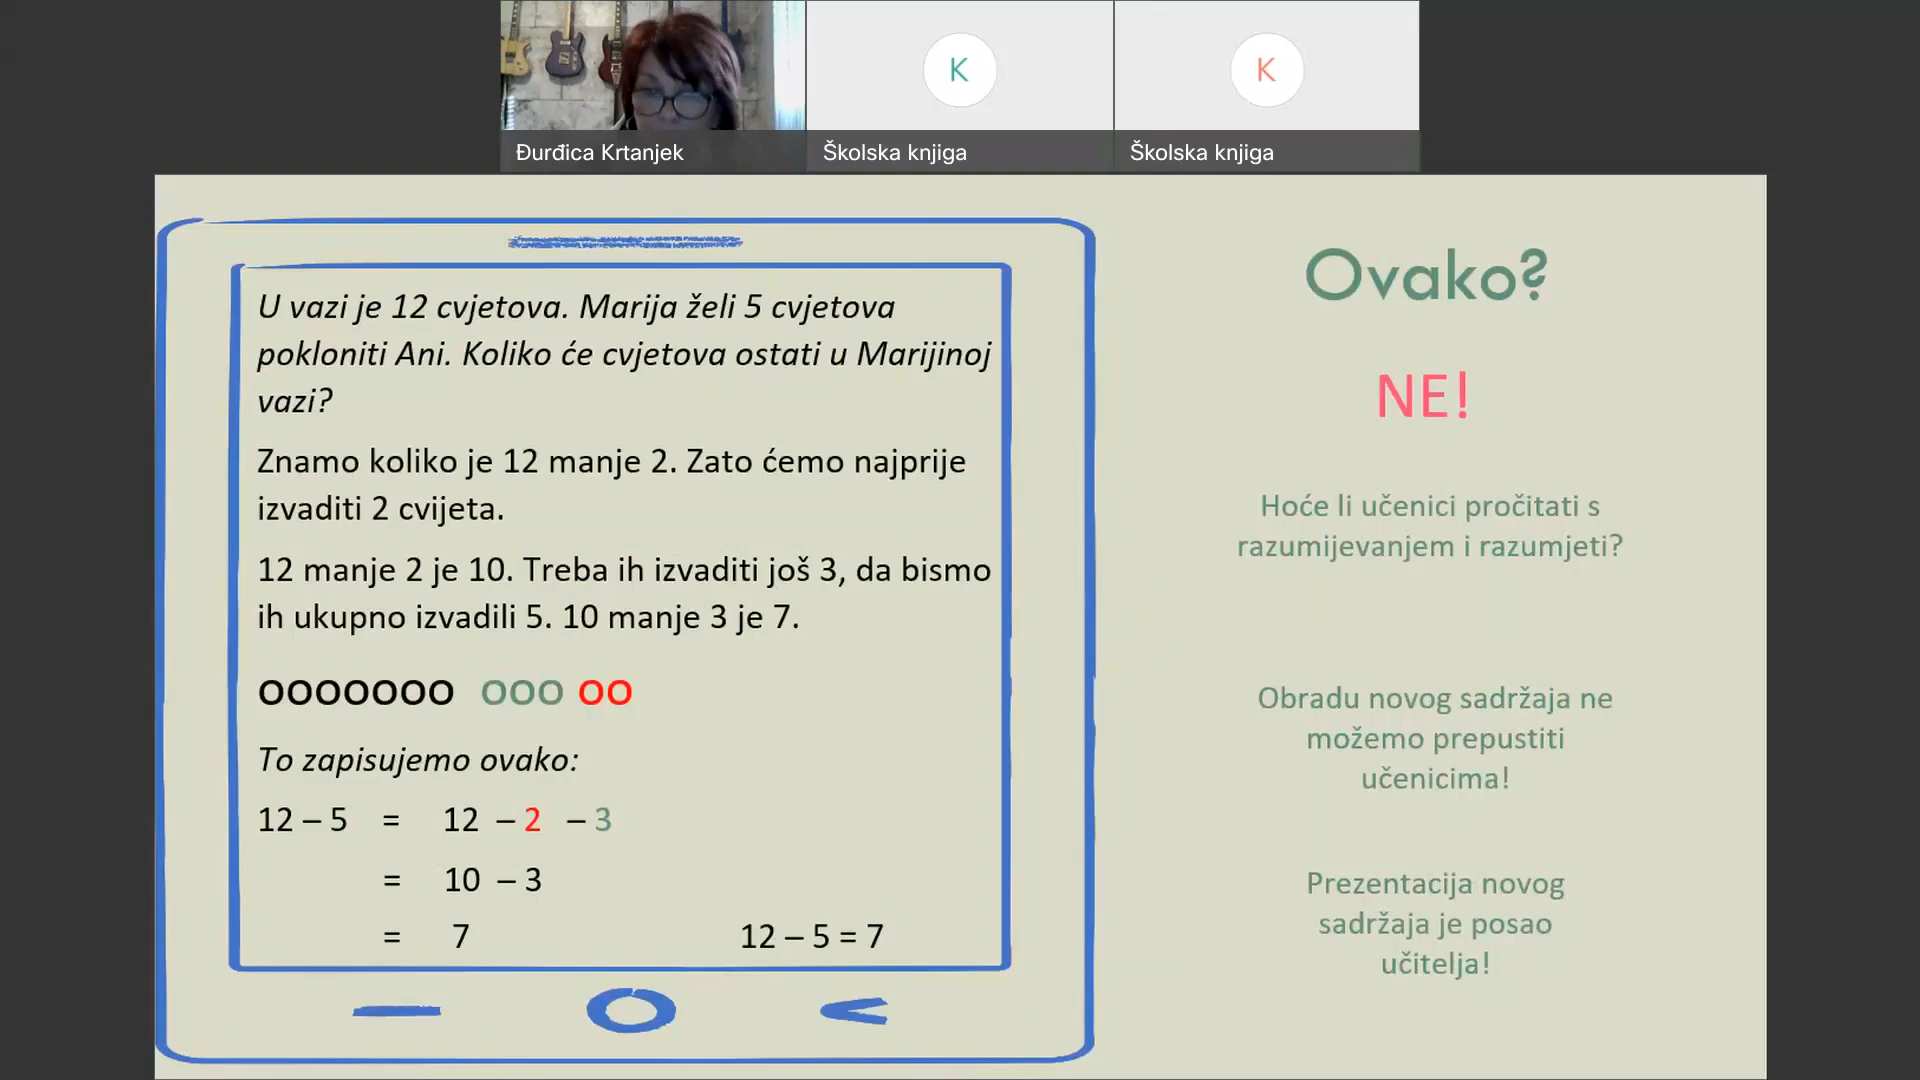 K
K
Đurđica Krtanjek
Školska knjiga
Školska knjiga
U vazi je 12 cvjetova. Marija želi 5 cvjetova
pokloniti Ani. Koliko će cvjetova ostati u Marijinoj
vazi?
Znamo koliko je 12 manje 2. Zato ćemo najprije
izvaditi 2 cvijeta.
12 manje 2 je 10. Treba ih izvaditi još 3, da bismo
ih ukupno izvadili 5. 10 manje 3 je 7.
OOOOOOO OOO OO
To zapisujemo ovako:
12 – 5 = 12 – 2 – 3
= 10 – 3
= 7 12 – 5 = 7
Ovako?
NE!
Hoće li učenici pročitati s
razumijevanjem i razumjeti?
Obradu novog sadržaja ne
možemo prepustiti
učenicima!
Prezentacija novog
sadržaja je posao
učitelja!